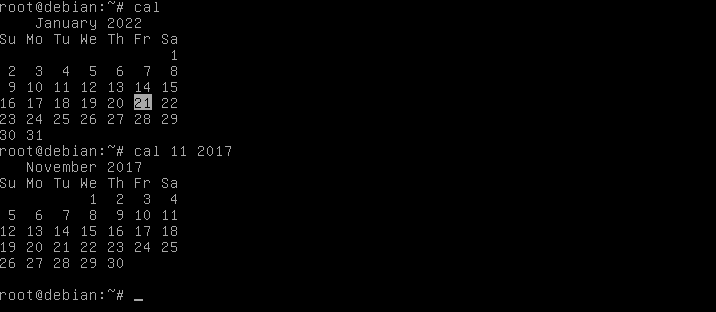 root@debian:~# cal
    January 2022
Su Mo Tu We Th Fr Sa
                   1
 2  3  4  5  6  7  8
 9 10 11 12 13 14 15
16 17 18 19 20 21 22
23 24 25 26 27 28 29
30 31
root@debian:~# cal 11 2017
   November 2017
Su Mo Tu We Th Fr Sa
          1  2  3  4
 5  6  7  8  9 10 11
12 13 14 15 16 17 18
19 20 21 22 23 24 25
26 27 28 29 30
root@debian:~# _